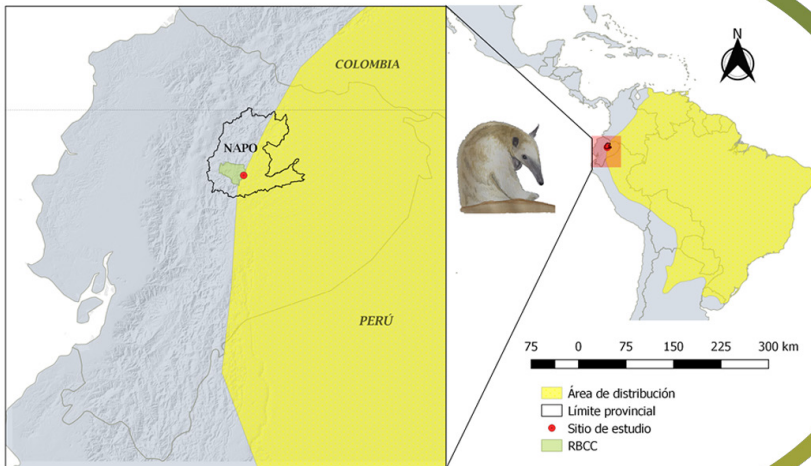 COLOMBIA
NAPO
PERÚ
N
75 0 75 150 225 300 km
Área de distribución
Límite provincial
Sitio de estudio
RBCC